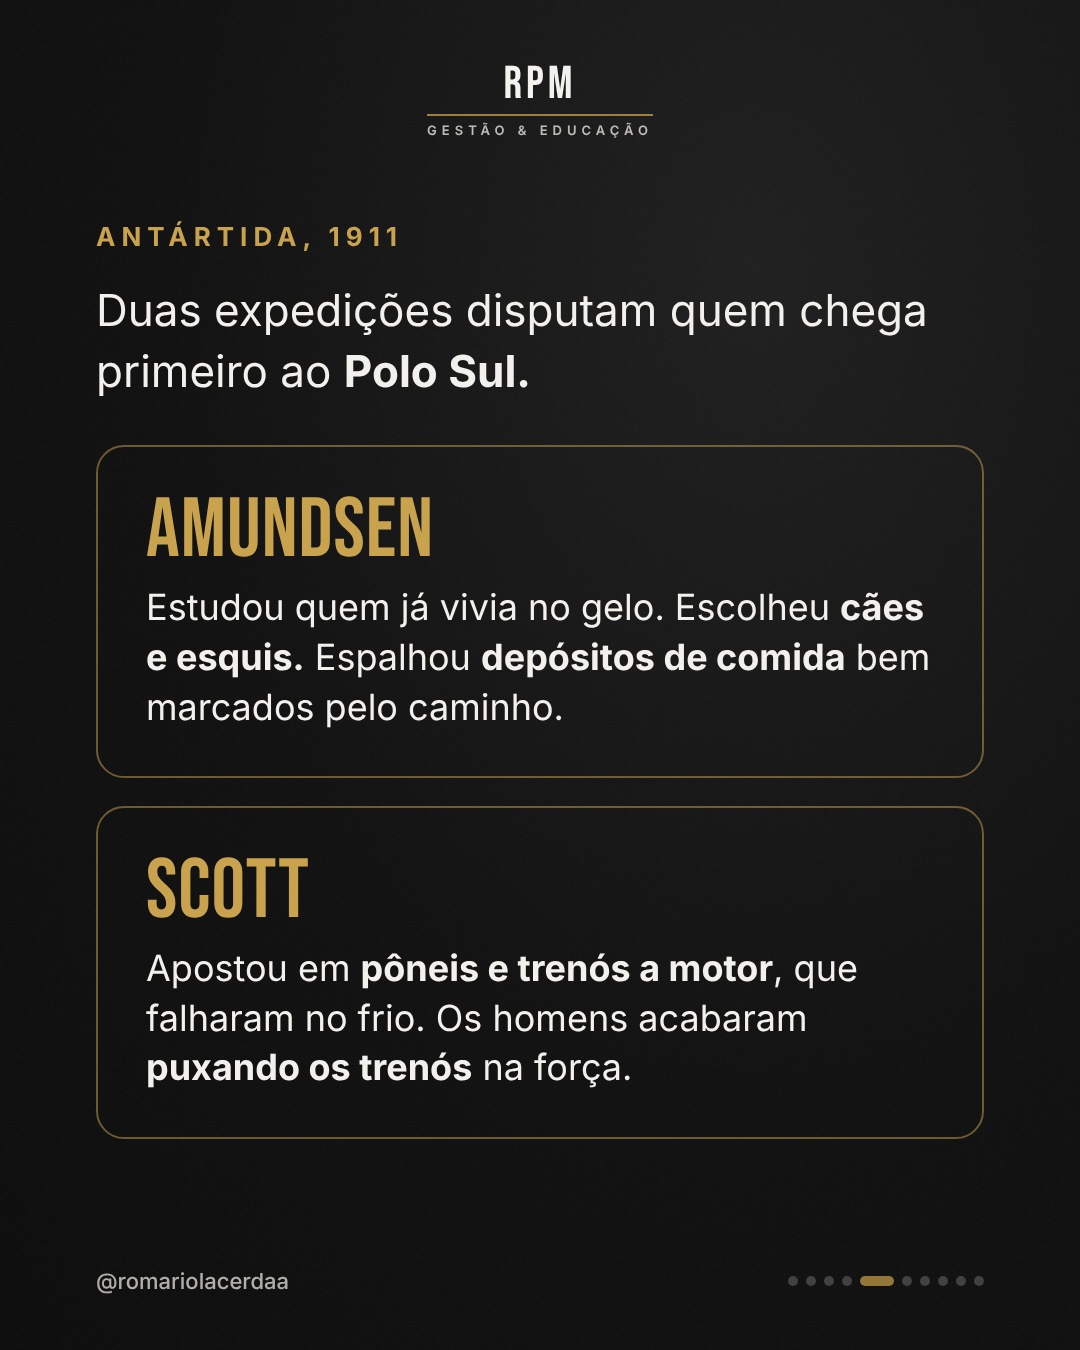 RPM
GESTÃO & EDUCAÇÃO
ANTÁRTIDA, 1911
Duas expedições disputam quem chega
primeiro ao Polo Sul.
AMUNDSEN
Estudou quem já vivia no gelo. Escolheu cães
e esquis. Espalhou depósitos de comida bem
marcados pelo caminho.
SCOTT
Apostou em pôneis e trenós a motor, que
falharam no frio. Os homens acabaram
puxando os trenós na força.
@romariolacerdaa